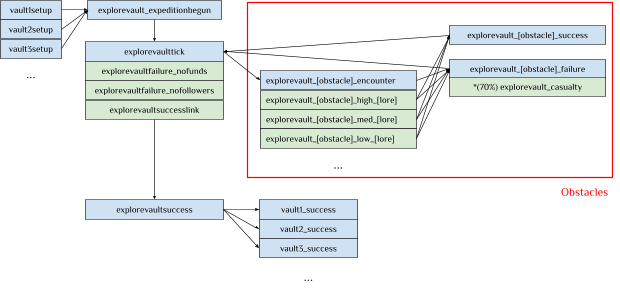 vault1setup
vault2setup
vault3setup
...
explorevault_expeditionbegun
explorevaulttick
explorevaultfailure_nofunds
explorevaultfailure_nofollowers
explorevaultsuccesslink
explorevault_[obstacle]_encounter
explorevault_[obstacle]_high_[lore]
explorevault_[obstacle]_med_[lore]
explorevault_[obstacle]_low_[lore]
...
explorevault_[obstacle]_success
explorevault_[obstacle]_failure
*(70%) explorevault_casualty
Obstacles
explorevaultsuccess
vault1_success
vault2_success
vault3_success
...